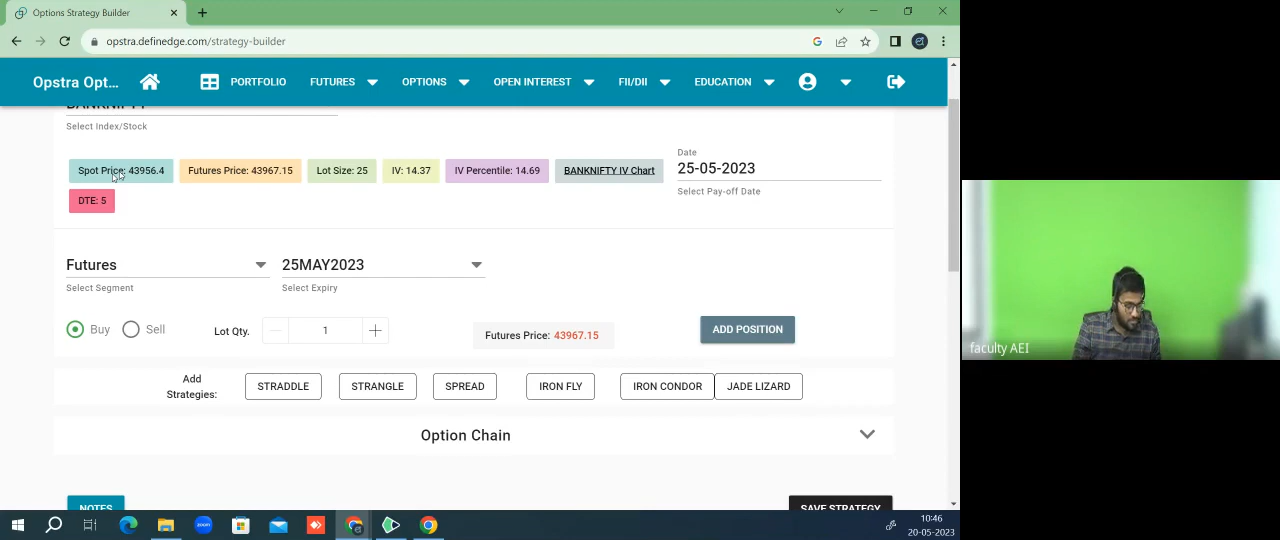 Options Strategy Builder
opstra.definedge.com/strategy-builder
Opstra Opt...
PORTFOLIO
FUTURES
OPTIONS
OPEN INTEREST
FII/DII
EDUCATION
BANKNIFTY
Select Index/Stock
Spot Price: 43956.4
Futures Price: 43967.15
Lot Size: 25
IV: 14.37
IV Percentile: 14.69
BANKNIFTY IV Chart
DTE: 5
Date
25-05-2023
Select Pay-off Date
Futures
Select Segment
25MAY2023
Select Expiry
Buy
Sell
Lot Qty.
1
Futures Price: 43967.15
ADD POSITION
Add
Strategies:
STRADDLE
STRANGLE
SPREAD
IRON FLY
IRON CONDOR
JADE LIZARD
Option Chain
NOTES
SAVE STRATEGY
zoom
10:46
20-05-2023
faculty AEI